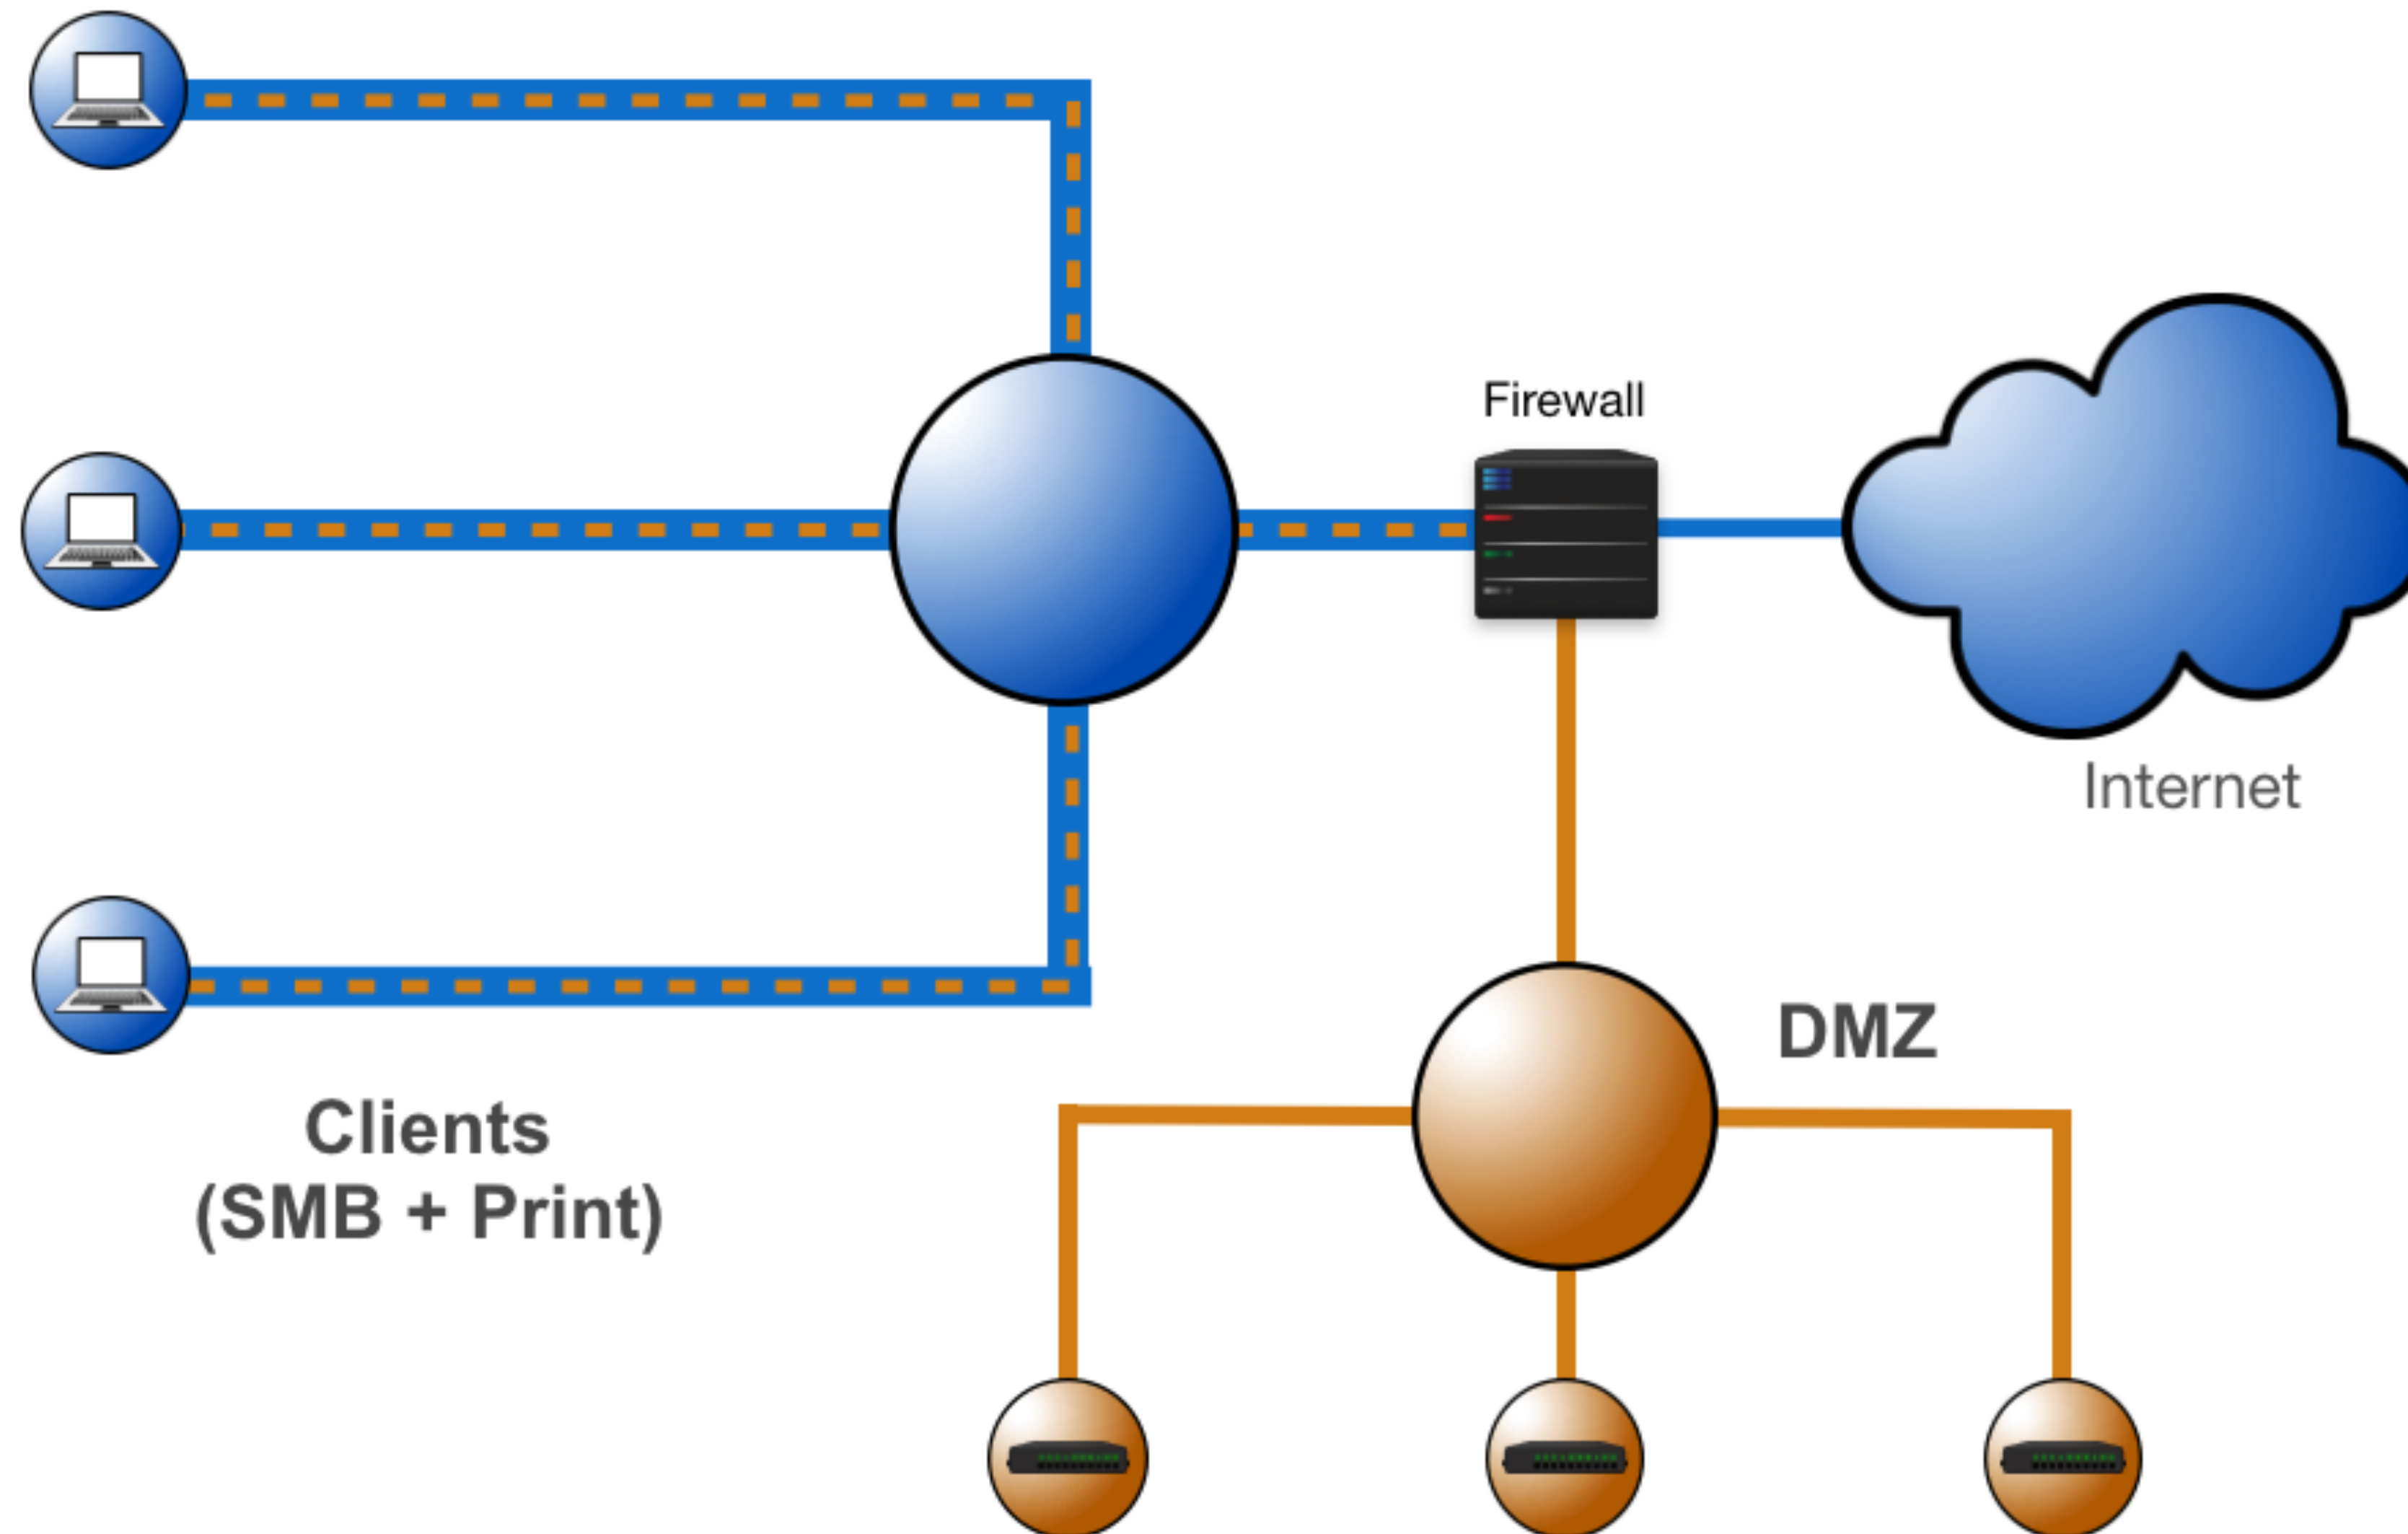 Firewall
Internet
DMZ
Clients
(SMB + Print)